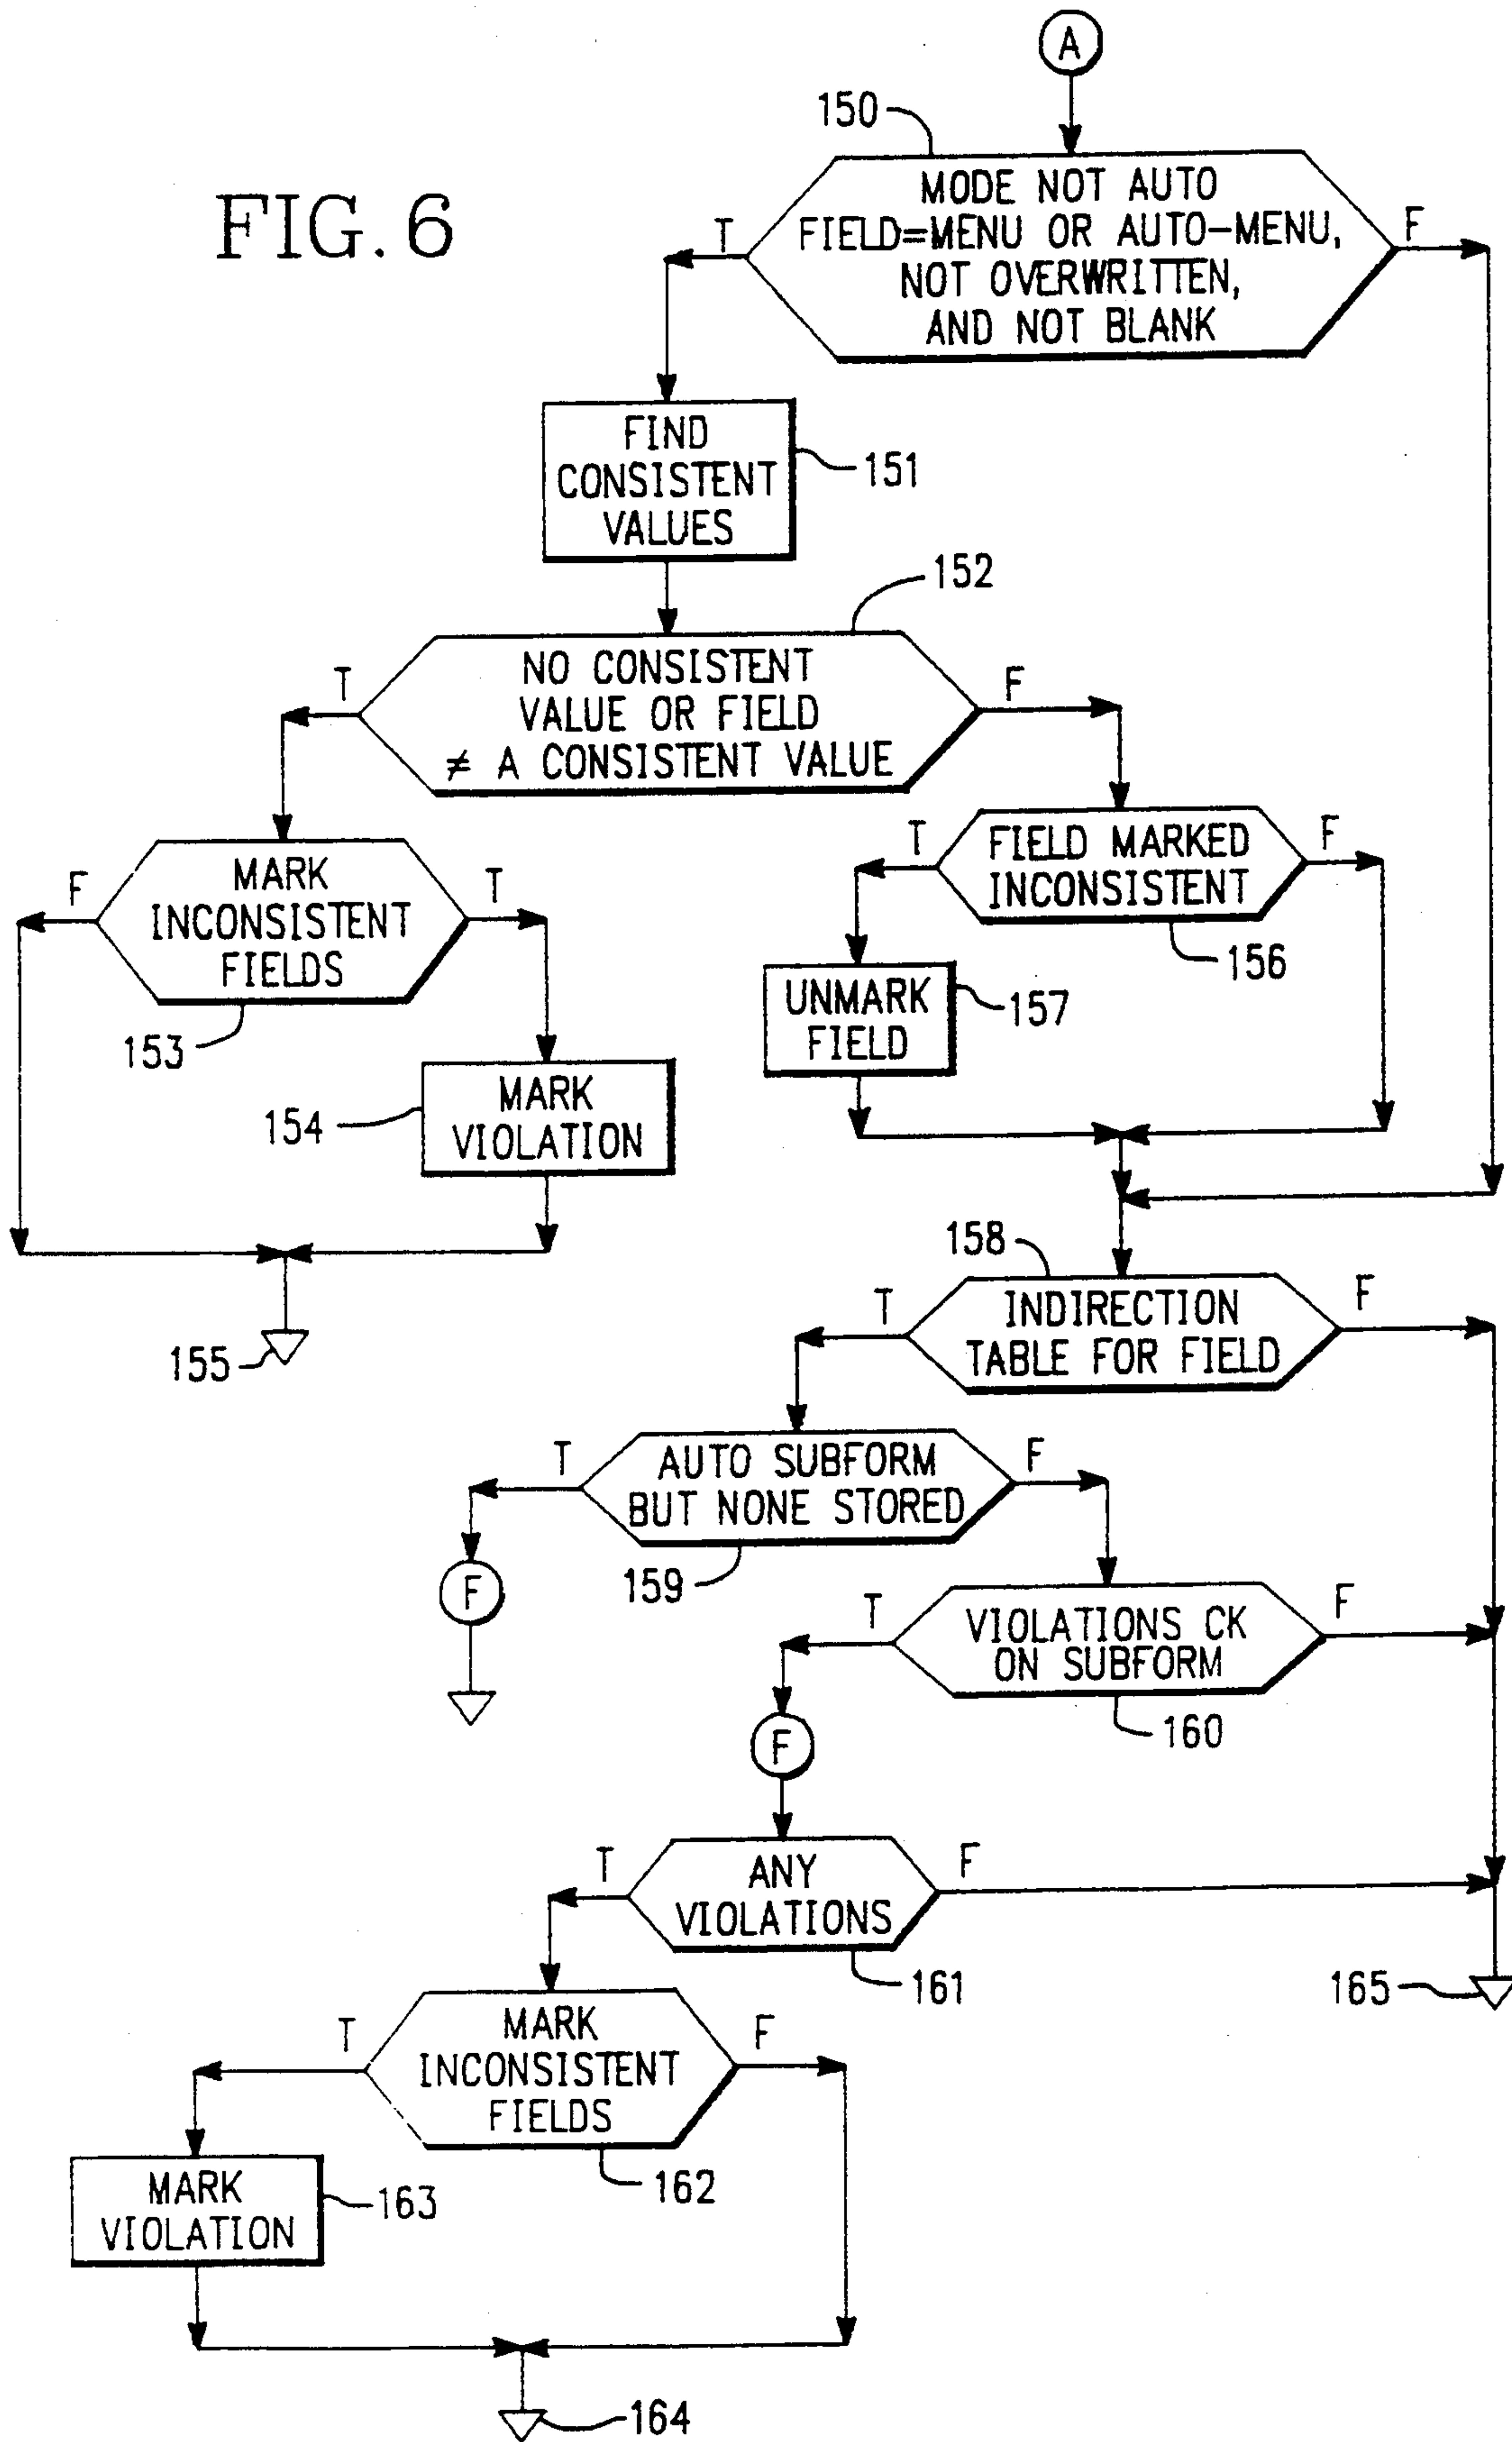 A
150
FIG. 6
MODE NOT AUTO
FIELD=MENU OR AUTO-MENU,
NOT OVERWRITTEN,
AND NOT BLANK
T
F
FIND
CONSISTENT
VALUES
151
152
NO CONSISTENT
VALUE OR FIELD
≠ A CONSISTENT VALUE
T
F
MARK
INCONSISTENT
FIELDS
F
T
153
FIELD MARKED
INCONSISTENT
T
F
156
UNMARK
FIELD
157
MARK
VIOLATION
154
155
158
INDIRECTION
TABLE FOR FIELD
T
F
AUTO SUBFORM
BUT NONE STORED
T
F
159
F
VIOLATIONS CK
ON SUBFORM
T
F
160
F
ANY
VIOLATIONS
T
F
161
165
MARK
INCONSISTENT
FIELDS
T
F
162
MARK
VIOLATION
163
164